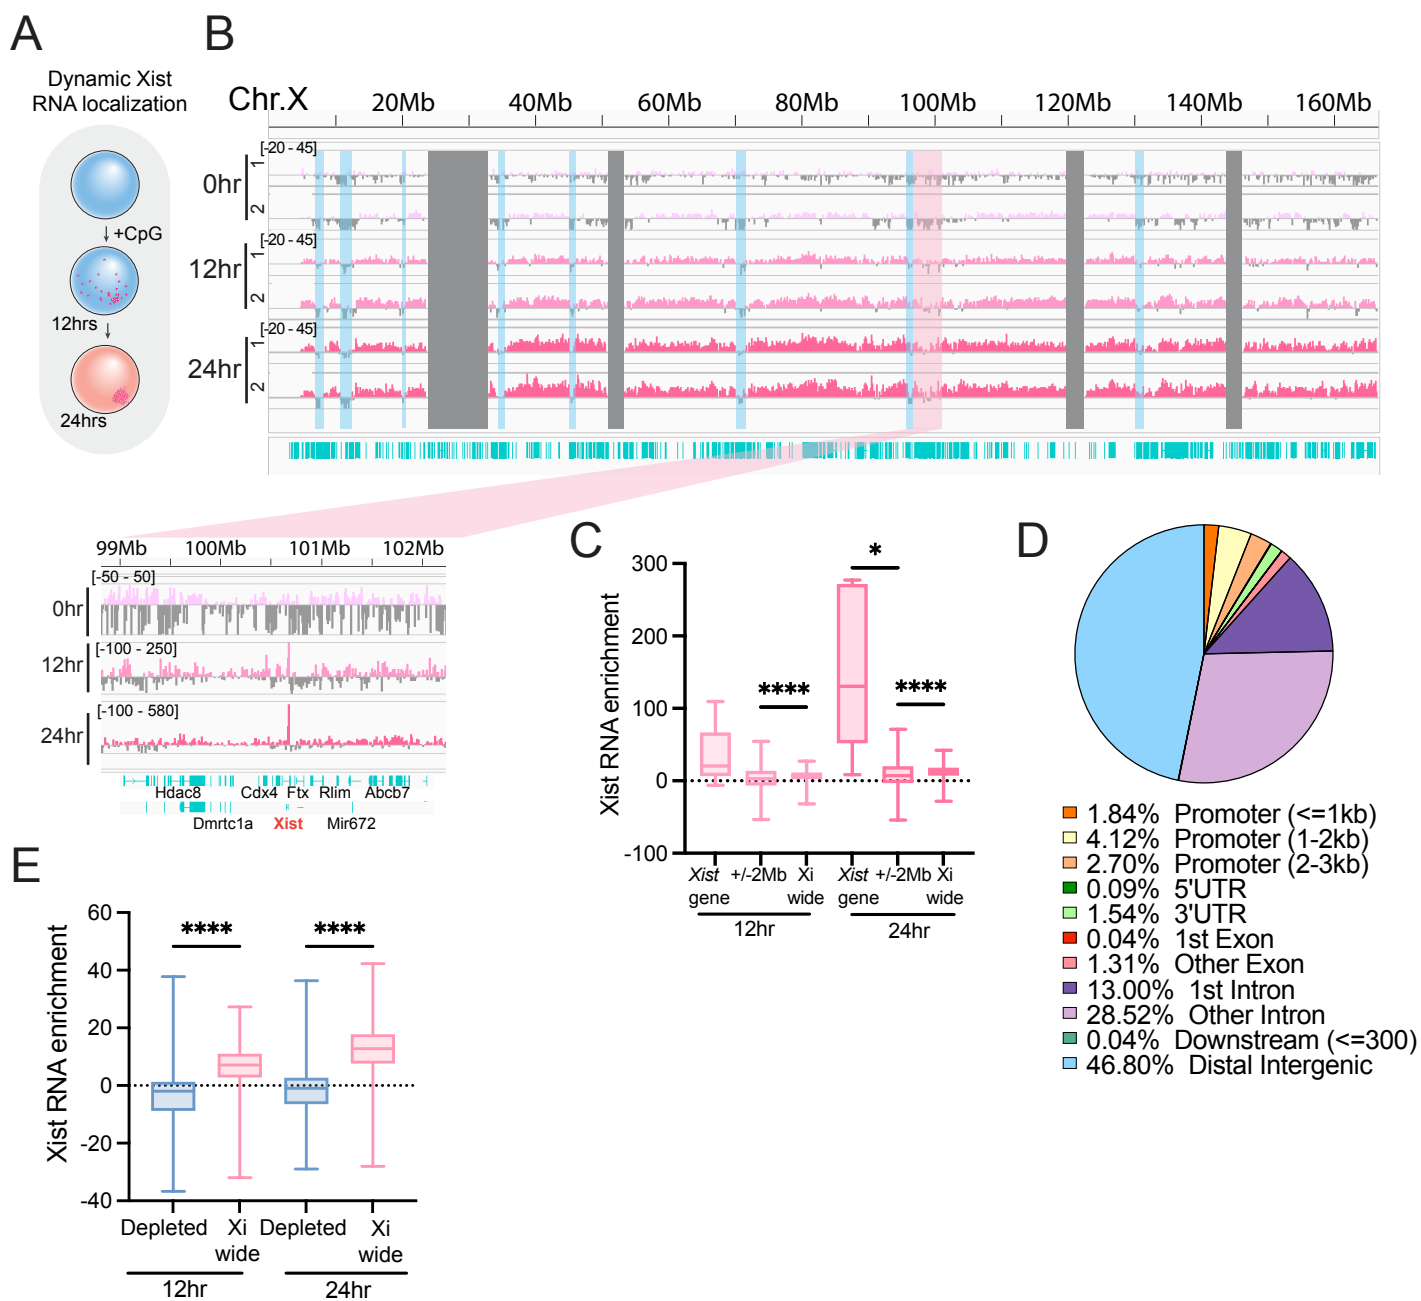 A
B
Dynamic Xist
RNA localization
+CpG
12hrs
24hrs
Chr.X
20Mb 40Mb 60Mb 80Mb 100Mb 120Mb 140Mb 160Mb
[-20 - 45]
0hr
1
2
[-20 - 45]
12hr
1
2
[-20 - 45]
24hr
1
2
99Mb 100Mb 101Mb 102Mb
[-50 - 50]
0hr
[-100 - 250]
12hr
[-100 - 580]
24hr
Hdac8 Cdx4 Ftx Rlim Abcb7
Dmrtc1a Xist Mir672
C
Xist RNA enrichment
300
200
100
0
-100
*
**** ****
Xist +/-2Mb Xi Xist +/-2Mb Xi
gene wide gene wide
12hr 24hr
D
1.84% Promoter (<=1kb)
4.12% Promoter (1-2kb)
2.70% Promoter (2-3kb)
0.09% 5'UTR
1.54% 3'UTR
0.04% 1st Exon
1.31% Other Exon
13.00% 1st Intron
28.52% Other Intron
0.04% Downstream (<=300)
46.80% Distal Intergenic
E
Xist RNA enrichment
60
40
20
0
-20
-40
**** ****
Depleted Xi Depleted Xi
wide wide
12hr 24hr